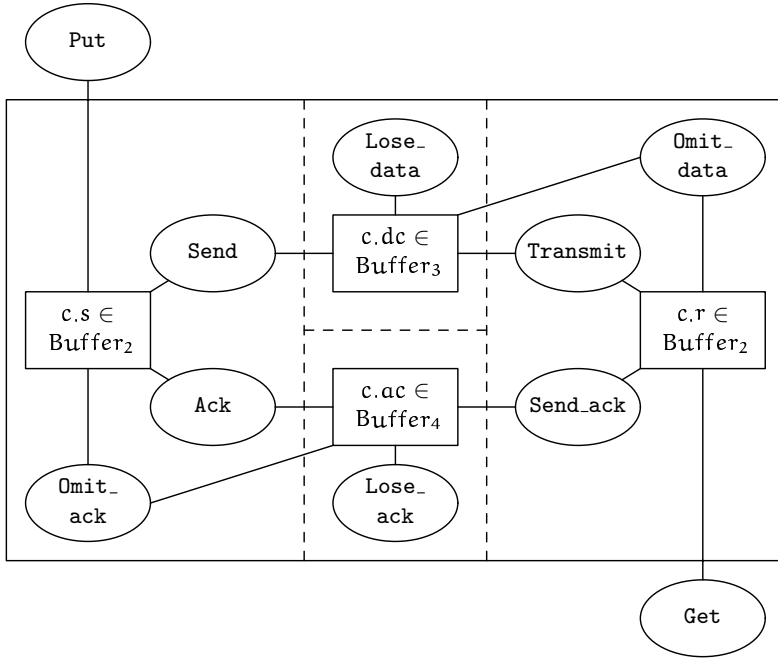 Put
Lose_
data
Omit_
data
Send
c.dc ∈
Buffer₃
Transmit
c.s ∈
Buffer₂
c.r ∈
Buffer₂
Ack
c.ac ∈
Buffer₄
Send_ack
Omit_
ack
Lose_
ack
Get